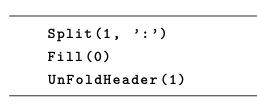 Split(1, ':')
Fill(0)
UnFoldHeader(1)